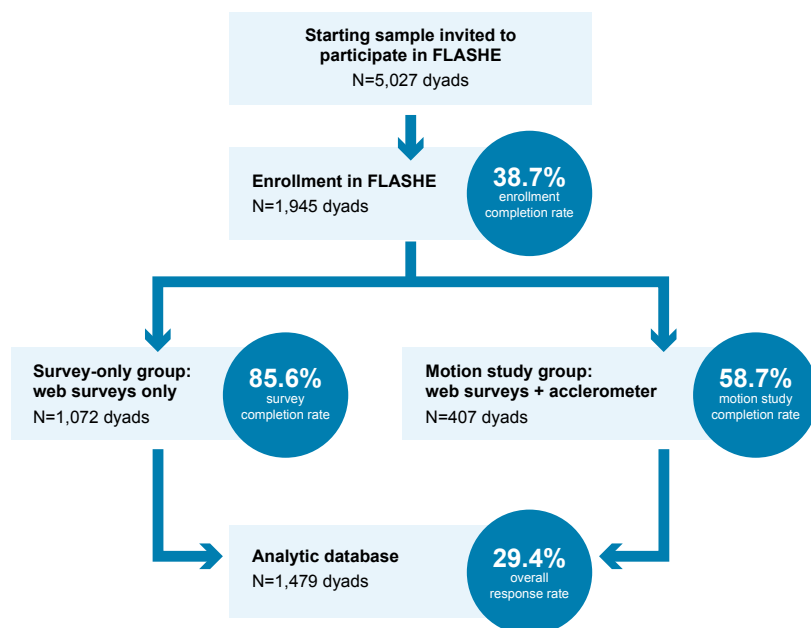 Starting sample invited to
participate in FLASHE
N=5,027 dyads
Enrollment in FLASHE
N=1,945 dyads
38.7%
enrollment
completion rate
Survey-only group:
web surveys only
N=1,072 dyads
85.6%
survey
completion rate
Motion study group:
web surveys + acclerometer
N=407 dyads
58.7%
motion study
completion rate
Analytic database
N=1,479 dyads
29.4%
overall
response rate